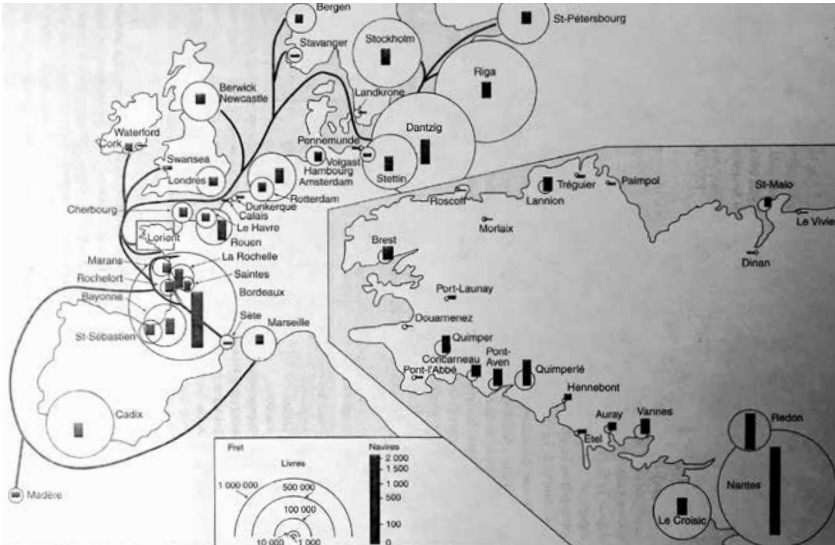 Bergen
St-Pétersbourg
Stavanger
Stockholm
Riga
Landkrone
Berwick
Newcastle
Dantzig
Waterford
Cork
Pennemunde
Volgast
Swansea
Hambourg
Stettin
Londres
Amsterdam
Rotterdam
Dunkerque
Cherbourg
Calais
Le Havre
Lorient
Rouen
Marans
La Rochelle
Rochefort
Saintes
Bayonne
Bordeaux
St-Sébastien
Sète
Marseille
Cadix
Madère
Roscoff
Lannion
Tréguier
Paimpol
St-Malo
Le Vivie
Morlaix
Dinan
Brest
Port-Launay
Douarnenez
Quimper
Concarneau
Pont-
Aven
Quimperlé
Pont-l'Abbé
Hennebont
Auray
Vannes
Etel
Redon
Nantes
Le Croisic
Fret
Navires
Livres
1 000 000
500 000
100 000
10 000
1 000
2 000
1 500
1 000
500
100
0